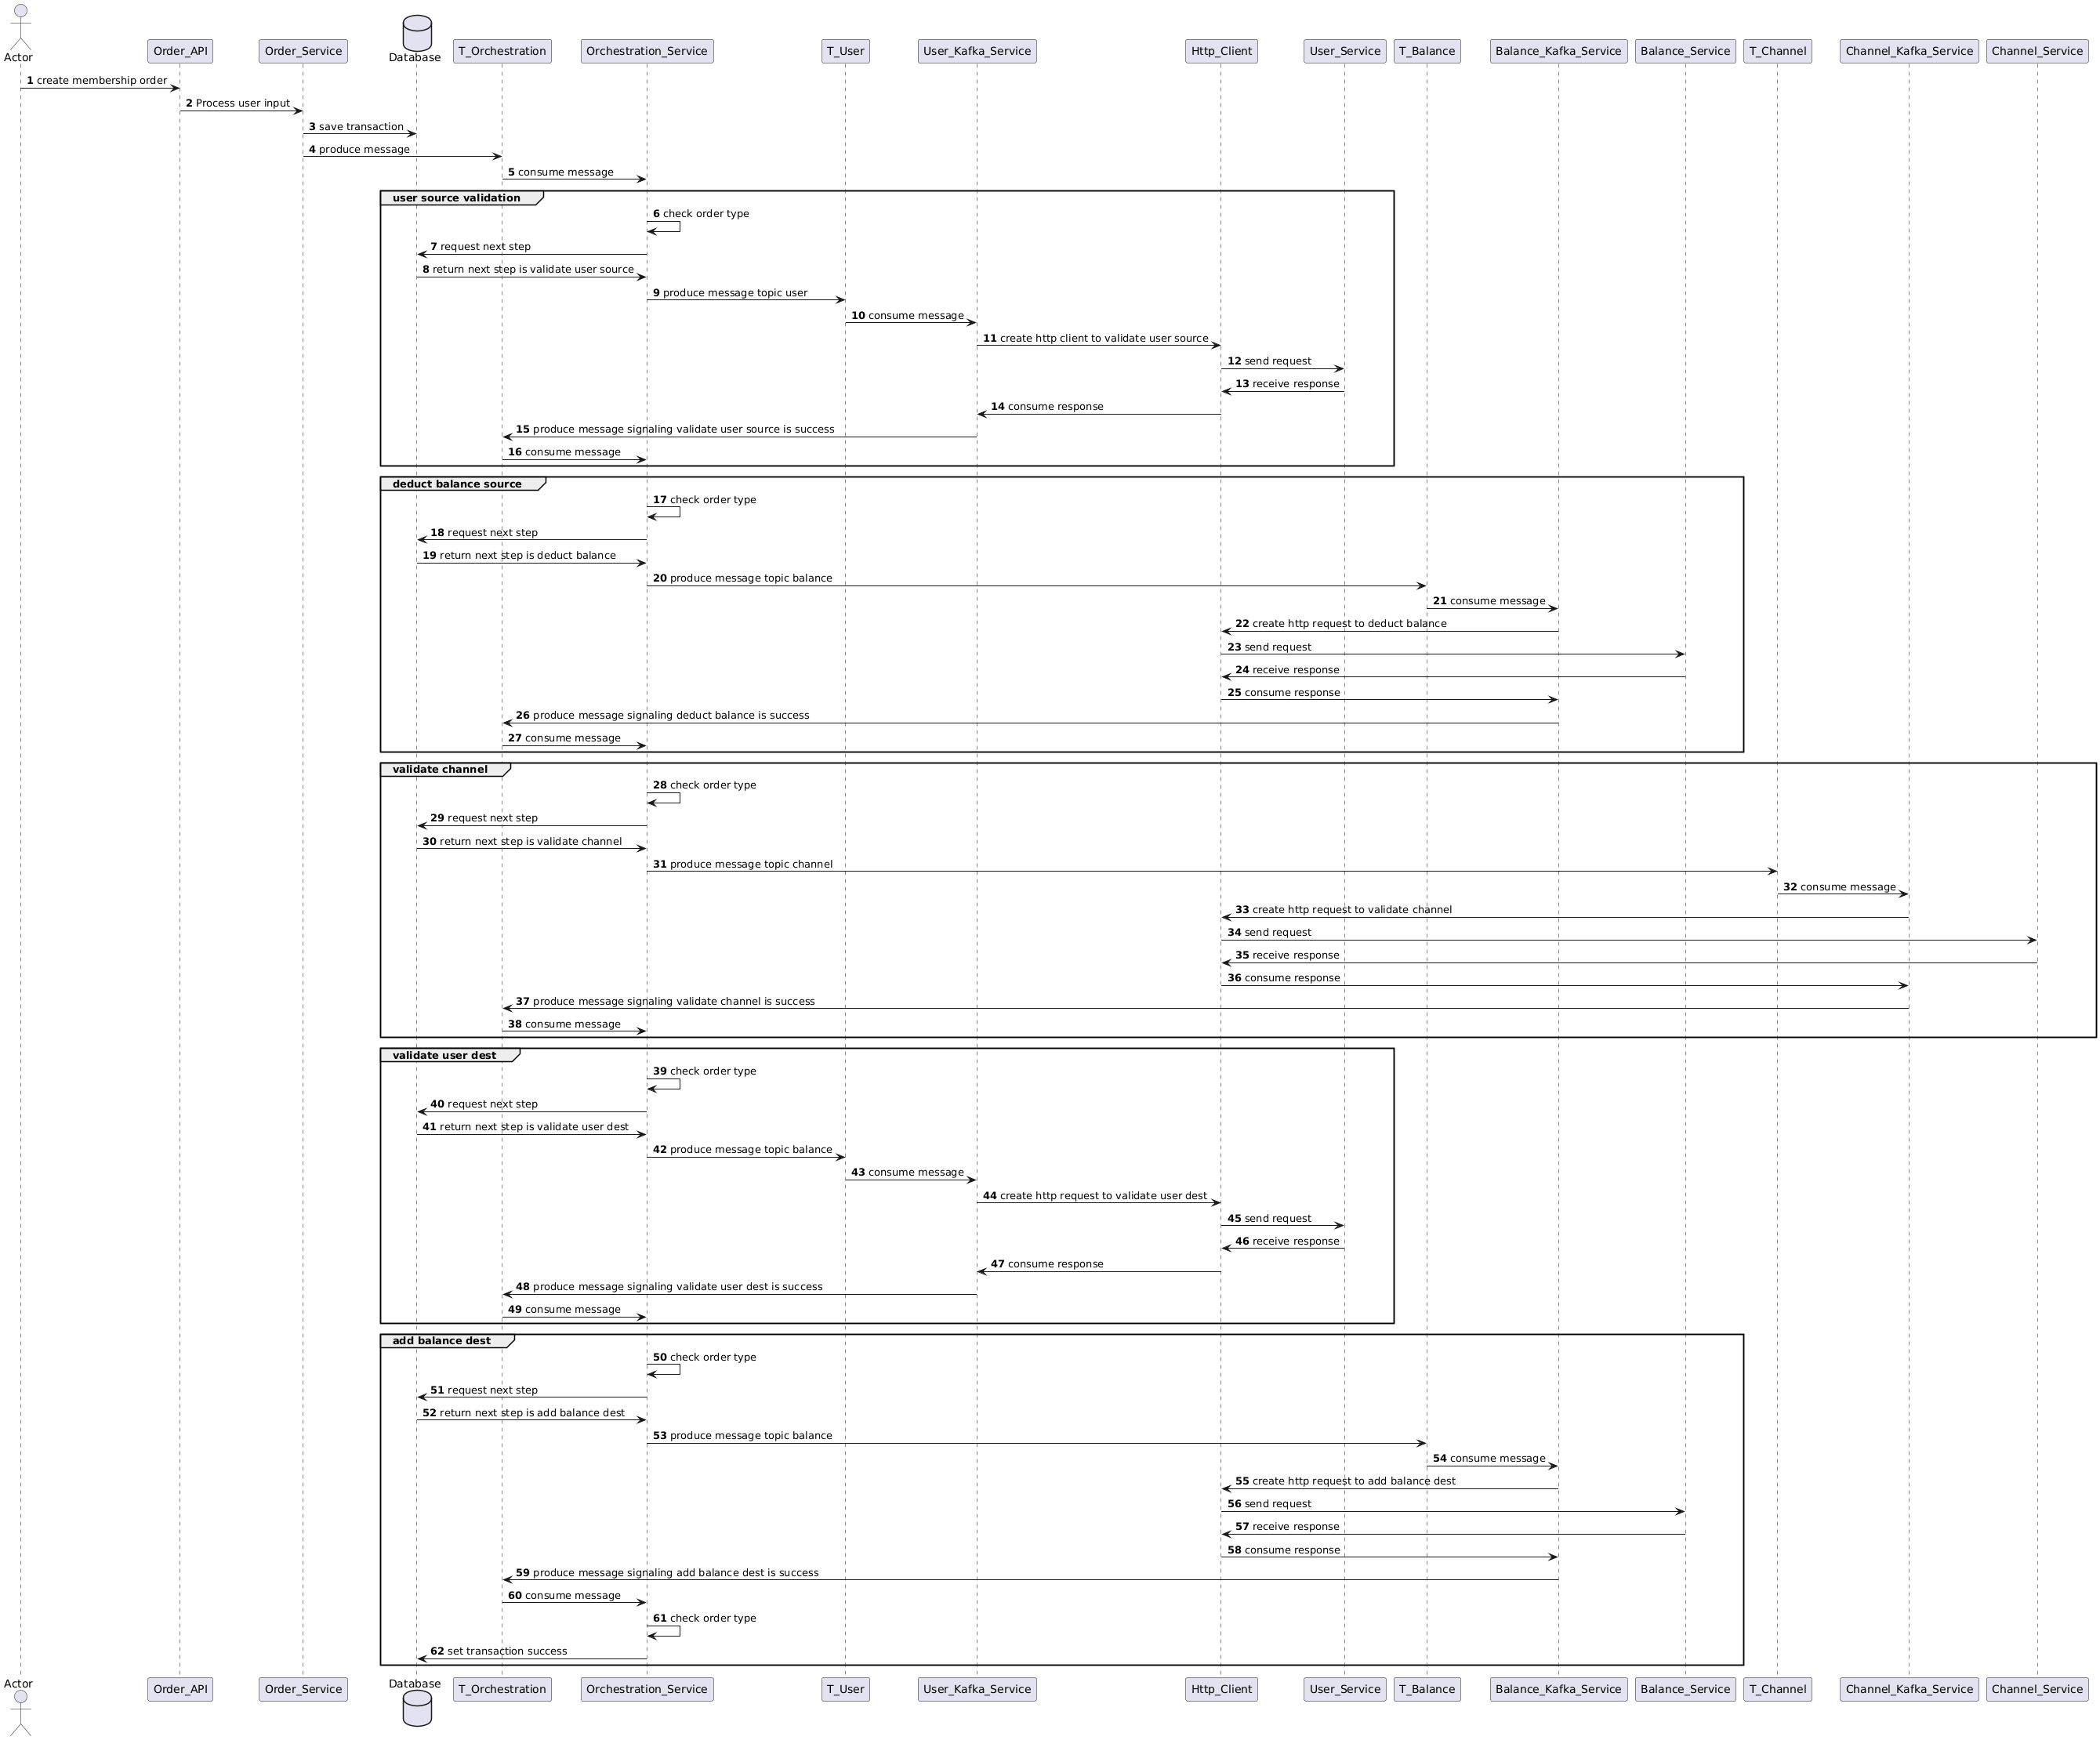 Actor
Order_API
Order_Service
Database
T_Orchestration
Orchestration_Service
T_User
User_Kafka_Service
Http_Client
User_Service
T_Balance
Balance_Kafka_Service
Balance_Service
T_Channel
Channel_Kafka_Service
Channel_Service
1 create membership order
2 Process user input
3 save transaction
4 produce message
5 consume message
user source validation
6 check order type
7 request next step
8 return next step is validate user source
9 produce message topic user
10 consume message
11 create http client to validate user source
12 send request
13 receive response
14 consume response
15 produce message signaling validate user source is success
16 consume message
deduct balance source
17 check order type
18 request next step
19 return next step is deduct balance
20 produce message topic balance
21 consume message
22 create http request to deduct balance
23 send request
24 receive response
25 consume response
26 produce message signaling deduct balance is success
27 consume message
validate channel
28 check order type
29 request next step
30 return next step is validate channel
31 produce message topic channel
32 consume message
33 create http request to validate channel
34 send request
35 receive response
36 consume response
37 produce message signaling validate channel is success
38 consume message
validate user dest
39 check order type
40 request next step
41 return next step is validate user dest
42 produce message topic balance
43 consume message
44 create http request to validate user dest
45 send request
46 receive response
47 consume response
48 produce message signaling validate user dest is success
49 consume message
add balance dest
50 check order type
51 request next step
52 return next step is add balance dest
53 produce message topic balance
54 consume message
55 create http request to add balance dest
56 send request
57 receive response
58 consume response
59 produce message signaling add balance dest is success
60 consume message
61 check order type
62 set transaction success
Actor
Order_API
Order_Service
Database
T_Orchestration
Orchestration_Service
T_User
User_Kafka_Service
Http_Client
User_Service
T_Balance
Balance_Kafka_Service
Balance_Service
T_Channel
Channel_Kafka_Service
Channel_Service